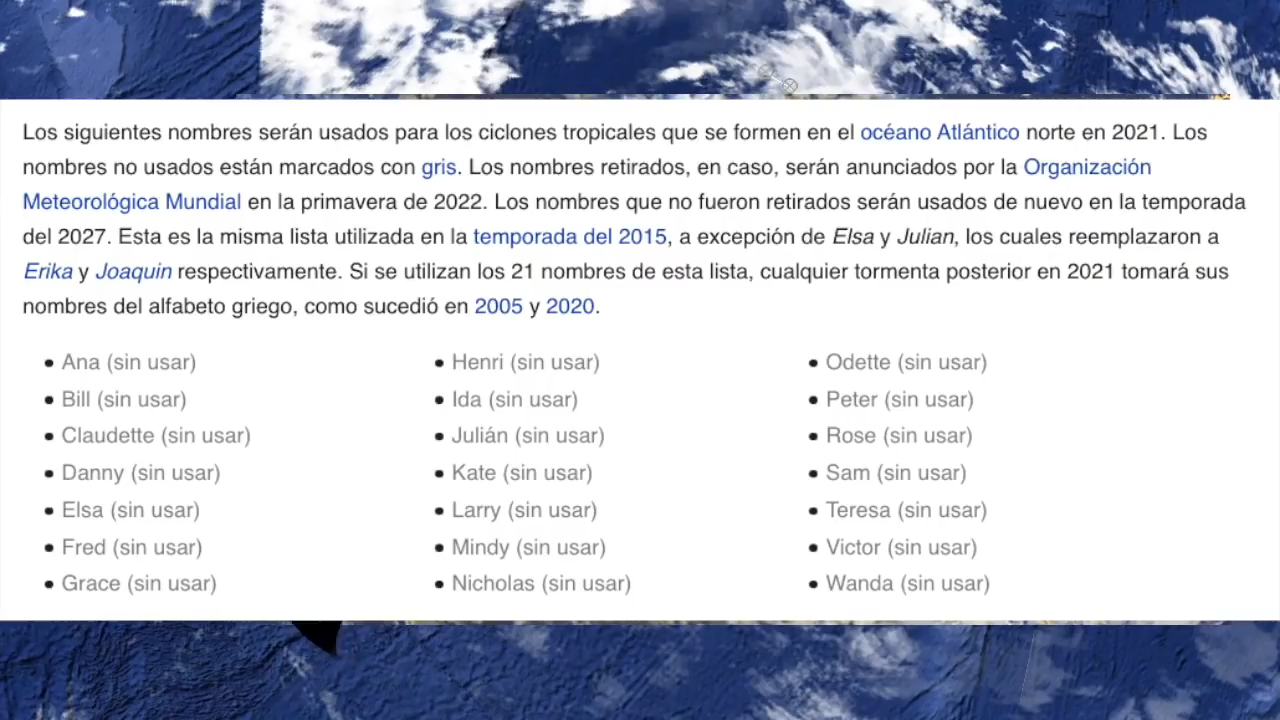 Los siguientes nombres serán usados para los ciclones tropicales que se formen en el océano Atlántico norte en 2021. Los
nombres no usados están marcados con gris. Los nombres retirados, en caso, serán anunciados por la Organización
Meteorológica Mundial en la primavera de 2022. Los nombres que no fueron retirados serán usados de nuevo en la temporada
del 2027. Esta es la misma lista utilizada en la temporada del 2015, a excepción de Elsa y Julian, los cuales reemplazaron a
Erika y Joaquin respectivamente. Si se utilizan los 21 nombres de esta lista, cualquier tormenta posterior en 2021 tomará sus
nombres del alfabeto griego, como sucedió en 2005 y 2020.
• Ana (sin usar)
• Bill (sin usar)
• Claudette (sin usar)
• Danny (sin usar)
• Elsa (sin usar)
• Fred (sin usar)
• Grace (sin usar)
• Henri (sin usar)
• Ida (sin usar)
• Julián (sin usar)
• Kate (sin usar)
• Larry (sin usar)
• Mindy (sin usar)
• Nicholas (sin usar)
• Odette (sin usar)
• Peter (sin usar)
• Rose (sin usar)
• Sam (sin usar)
• Teresa (sin usar)
• Victor (sin usar)
• Wanda (sin usar)